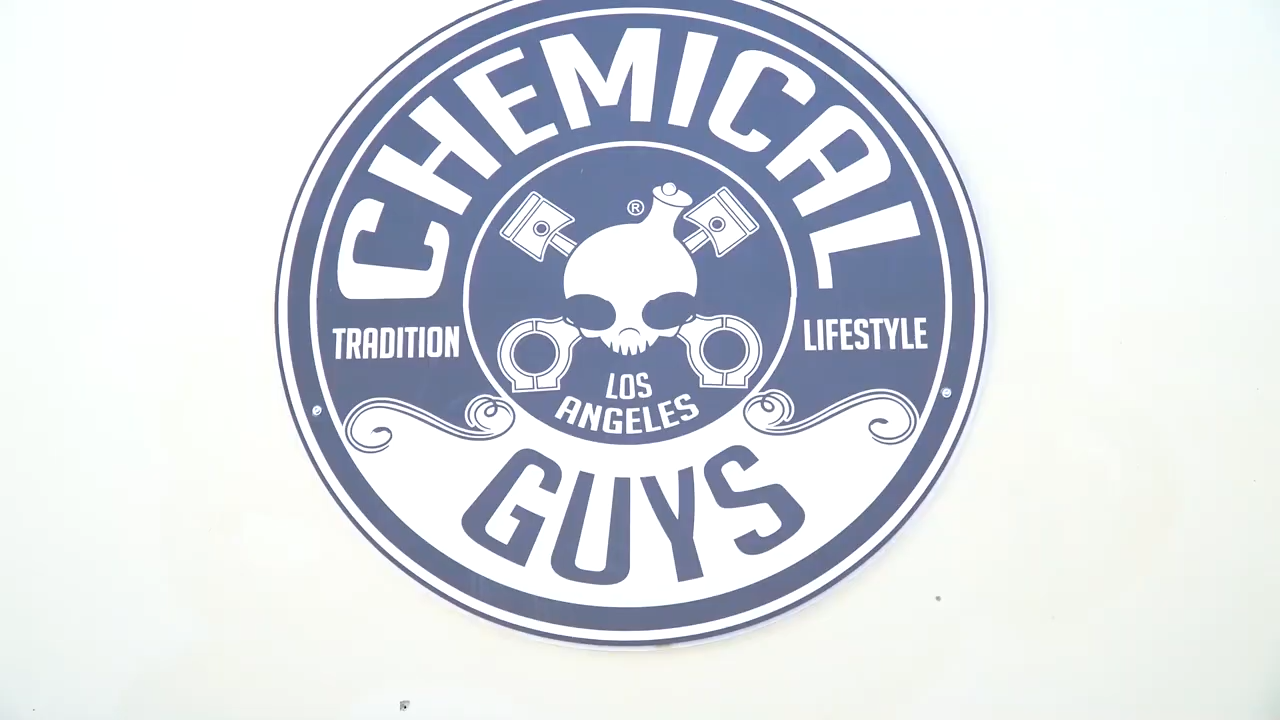 CHEMICAL
®
TRADITION
LIFESTYLE
LOS
ANGELES
GUYS